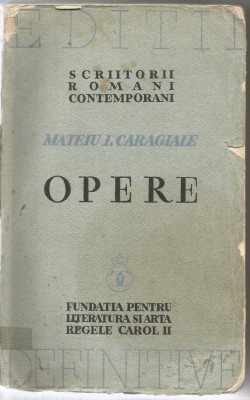 EDITII
SCRIITORII
ROMANI
CONTEMPORANI
MATEIU I. CARAGIALE
OPERE
FUNDATIA PENTRU
LITERATURA SI ARTA
REGELE CAROL II
DEFINITIVE